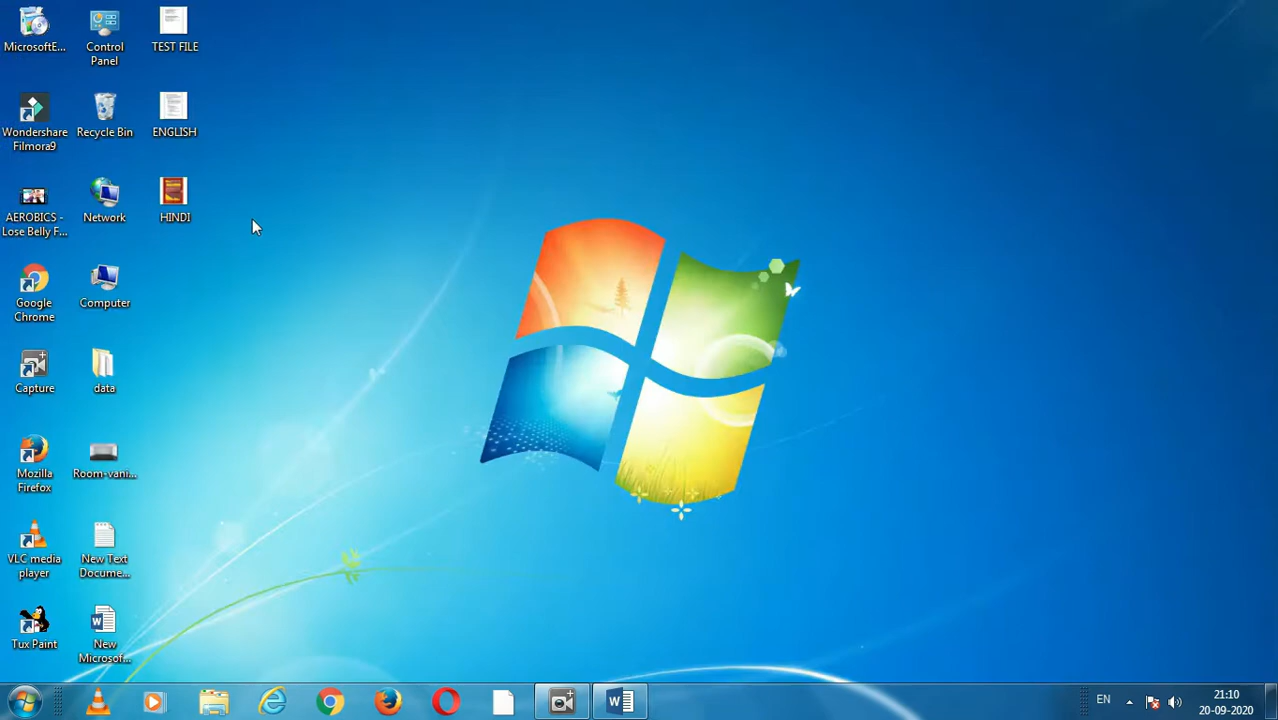 MicrosoftE...
Control
Panel
TEST FILE
Wondershare
Filmora9
Recycle Bin
ENGLISH
AEROBICS -
Lose Belly F...
Network
HINDI
Google
Chrome
Computer
Capture
data
Mozilla
Firefox
Room-vani...
VLC media
player
New Text
Docume...
Tux Paint
New
Microsof...
EN
21:10
20-09-2020